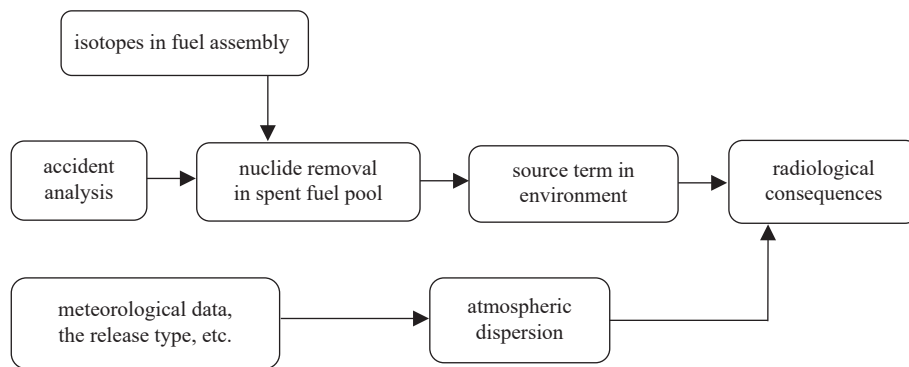 isotopes in fuel assembly
accident
analysis
nuclide removal
in spent fuel pool
source term in
environment
radiological
consequences
meteorological data,
the release type, etc.
atmospheric
dispersion